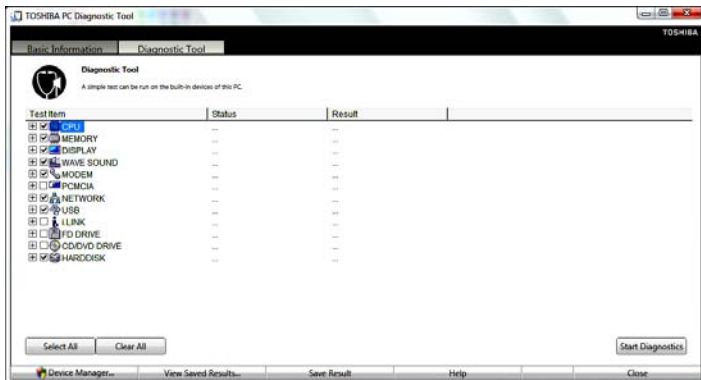 TOSHIBA PC Diagnostic Tool
TOSHIBA
Basic Information Diagnostic Tool
Diagnostic Tool
A simple test can be run on the built-in devices of this PC.
Test Item Status Result
CPU ... ...
MEMORY ... ...
DISPLAY ... ...
WAVE SOUND ... ...
MODEM ... ...
PCMCIA ... ...
NETWORK ... ...
USB ... ...
i.LINK ... ...
FD DRIVE ... ...
CD/DVD DRIVE ... ...
HARDDISK ... ...
Select All Clear All Start Diagnostics
Device Manager... View Saved Results... Save Result Help Close